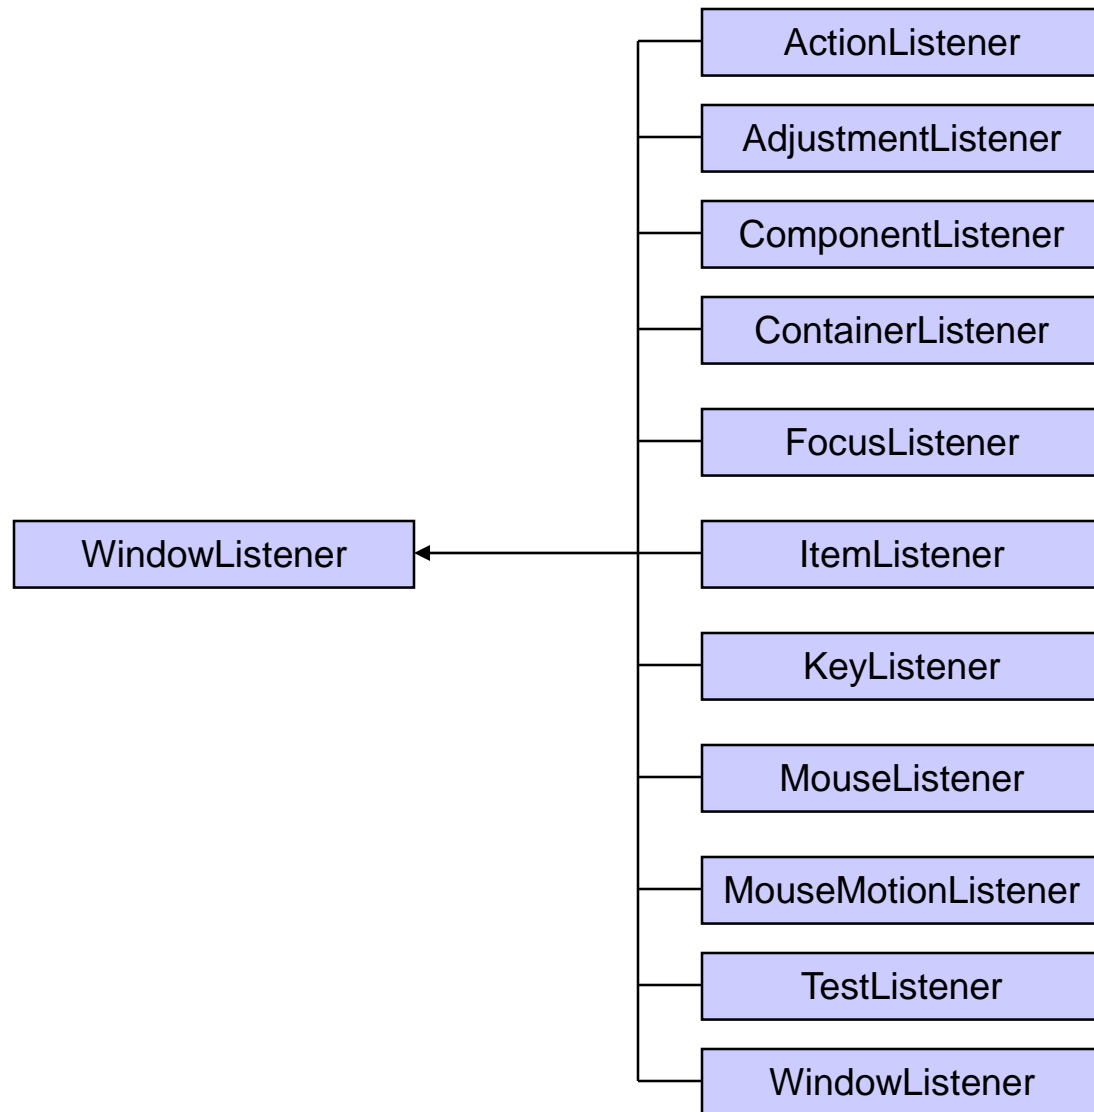 ActionListener
AdjustmentListener
ComponentListener
ContainerListener
FocusListener
WindowListener
ItemListener
KeyListener
MouseListener
MouseMotionListener
TestListener
WindowListener